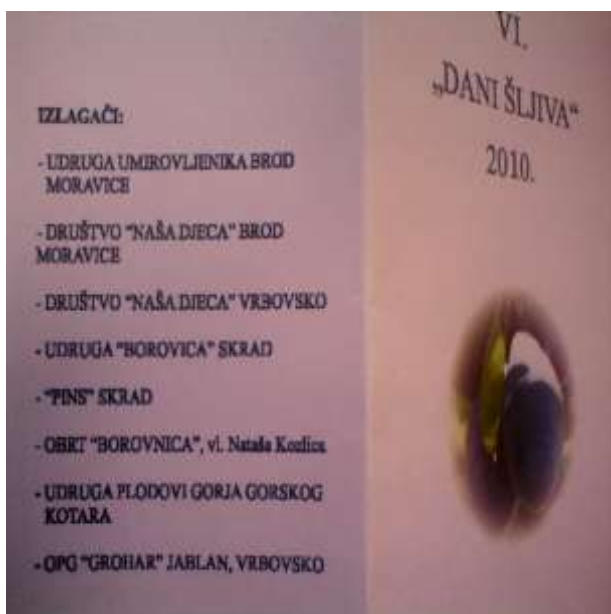 IZLAGAČI:
- UDRUGA UMIROVLJENIKA BROD
MORAVICE
- DRUŠTVO "NAŠA DJECA" BROD
MORAVICE
- DRUŠTVO "NAŠA DJECA" VRBOVSKO
- UDRUGA "BOROVICA" SKRAD
- "PINS" SKRAD
- OBRT "BOROVNICA", vl. Nataša
- UDRUGA PLODOVI GORJA GORSKOG
KOTARA
- OPG "GROHAR" JABLAN, VRBOVSKO
VI.
„DANI ŠLJIVA“
2010.